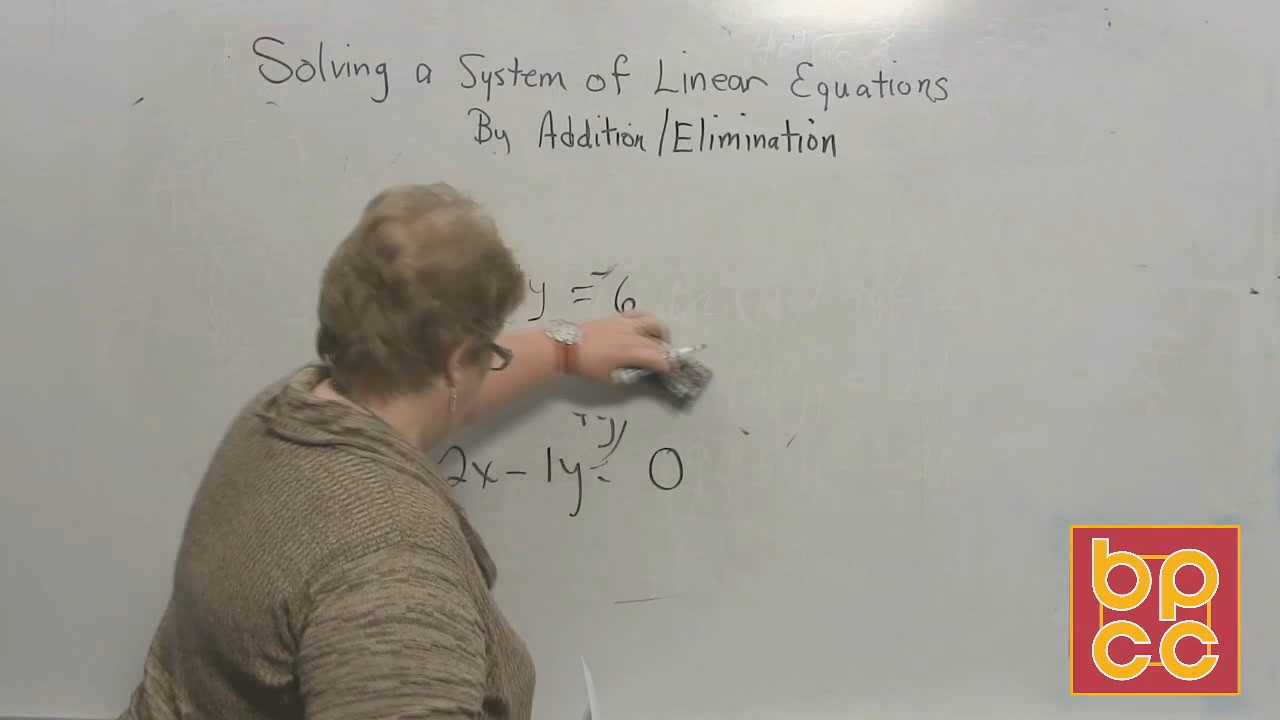 Solving a System of Linear Equations
By Addition/Elimination
y = 6
+y
2x - 1y = 0
bp
cc